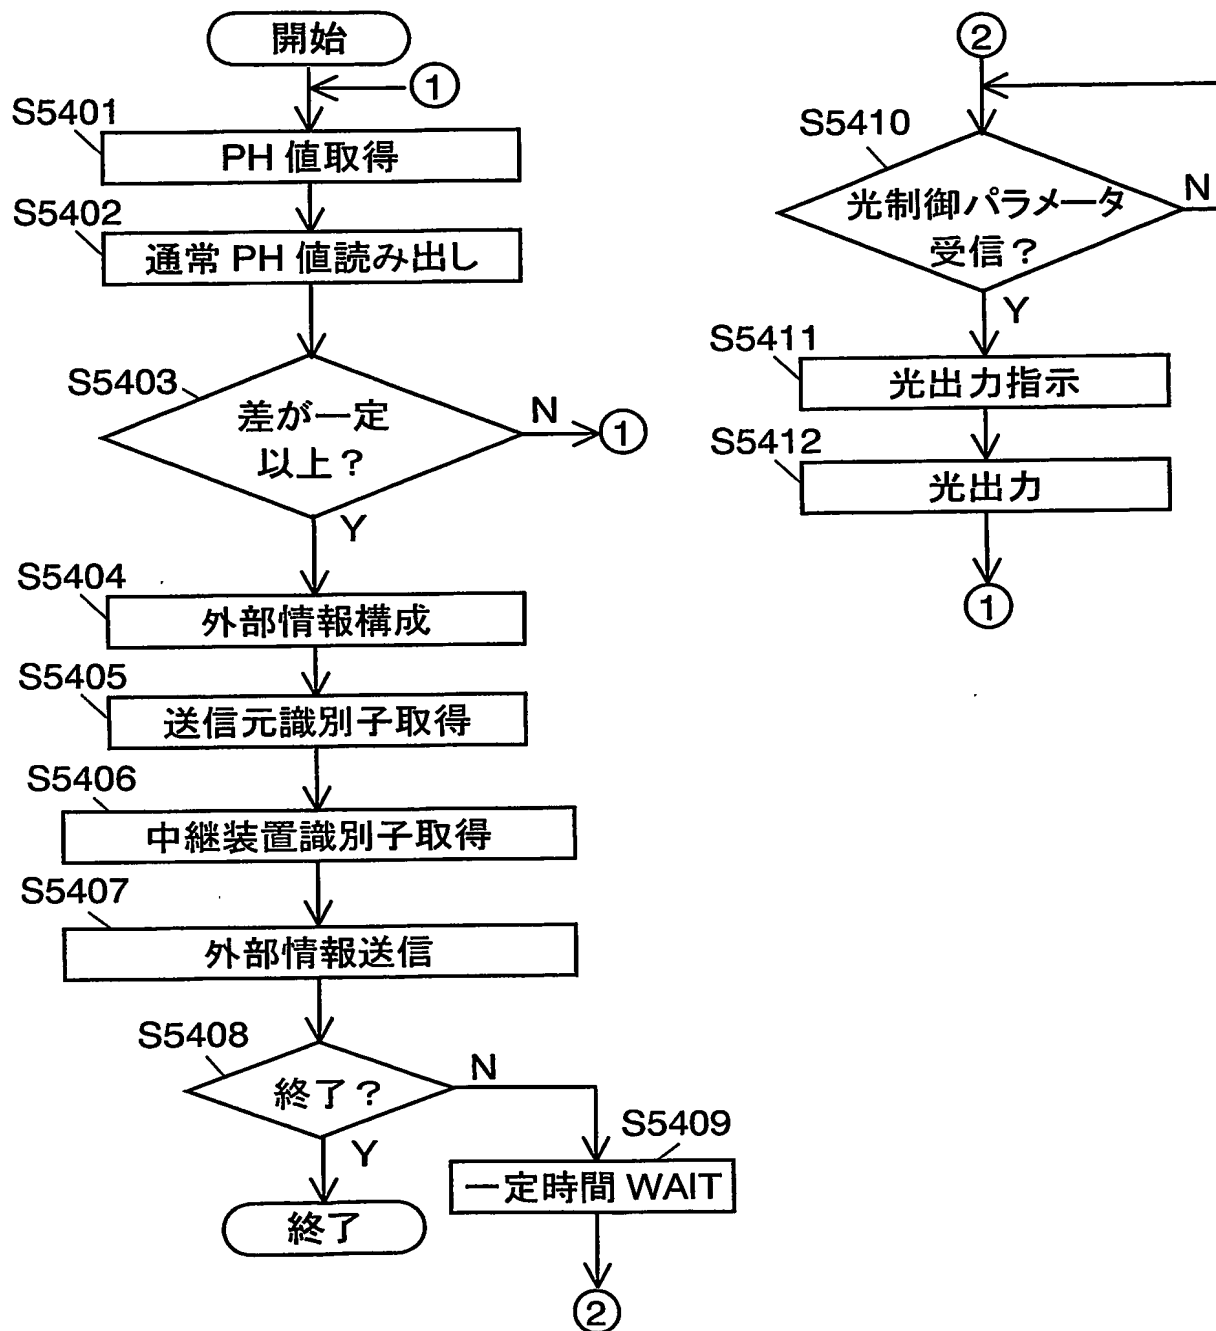 開始
①
S5401
PH 値取得
S5402
通常 PH 値読み出し
S5403
差が一定
以上？
N
①
Y
S5404
外部情報構成
S5405
送信元識別子取得
S5406
中継装置識別子取得
S5407
外部情報送信
S5408
終了？
N
Y
S5409
一定時間 WAIT
終了
②
②
S5410
光制御パラメータ
受信？
N
Y
S5411
光出力指示
S5412
光出力
①